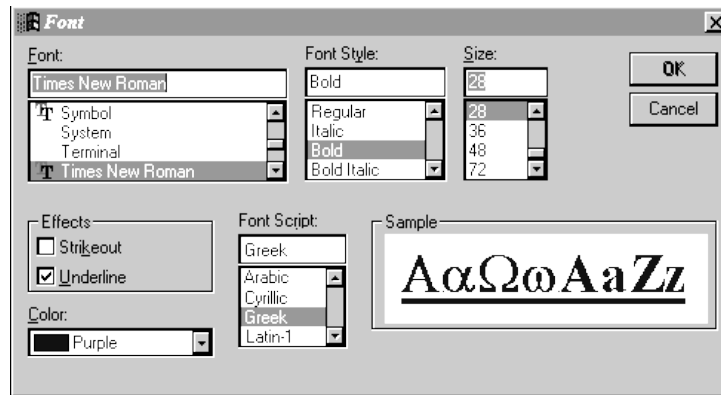 Font
Font:
Times New Roman
Symbol
System
Terminal
Times New Roman
Font Style:
Bold
Regular
Italic
Bold
Bold Italic
Size:
28
28
36
48
72
OK
Cancel
Effects
Strikeout
Underline
Color:
Purple
Font Script:
Greek
Arabic
Cyrillic
Greek
Latin-1
Sample
ΑαΩωAaZz